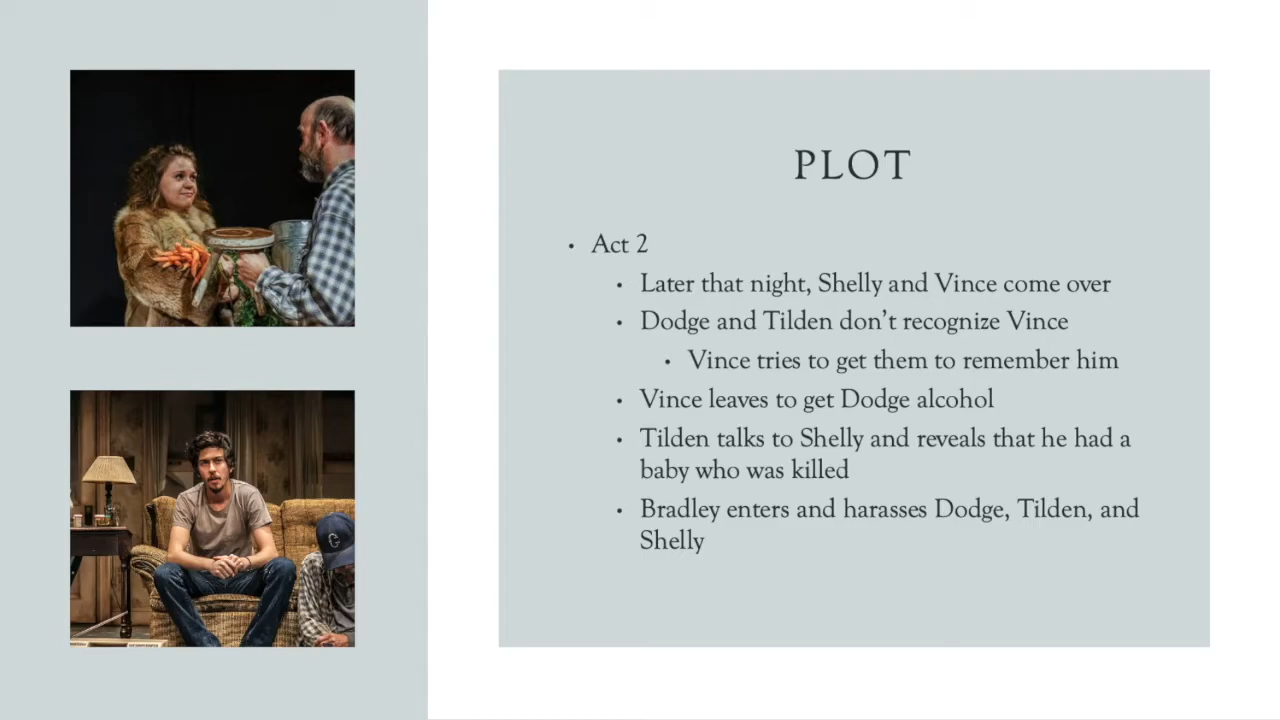 PLOT
• Act 2
• Later that night, Shelly and Vince come over
• Dodge and Tilden don’t recognize Vince
• Vince tries to get them to remember him
• Vince leaves to get Dodge alcohol
• Tilden talks to Shelly and reveals that he had a
baby who was killed
• Bradley enters and harasses Dodge, Tilden, and
Shelly
G